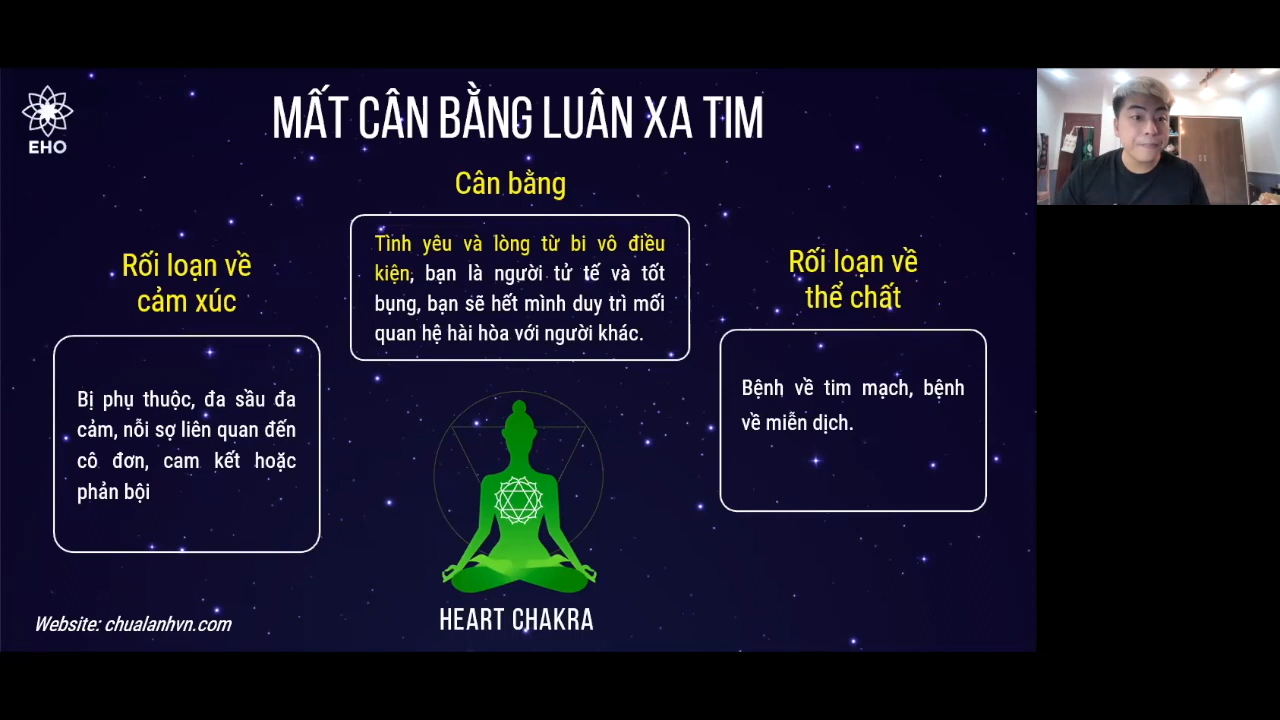 EHO
MẤT CÂN BẰNG LUÂN XA TIM
Cân bằng
Tình yêu và lòng từ bi vô điều
kiện, bạn là người tử tế và tốt
bụng, bạn sẽ hết mình duy trì mối
quan hệ hài hòa với người khác.
Rối loạn về
cảm xúc
Bị phụ thuộc, đa sầu đa
cảm, nỗi sợ liên quan đến
cô đơn, cam kết hoặc
phản bội
Rối loạn về
thể chất
Bệnh về tim mạch, bệnh
về miễn dịch.
HEART CHAKRA
Website: chualanhvn.com